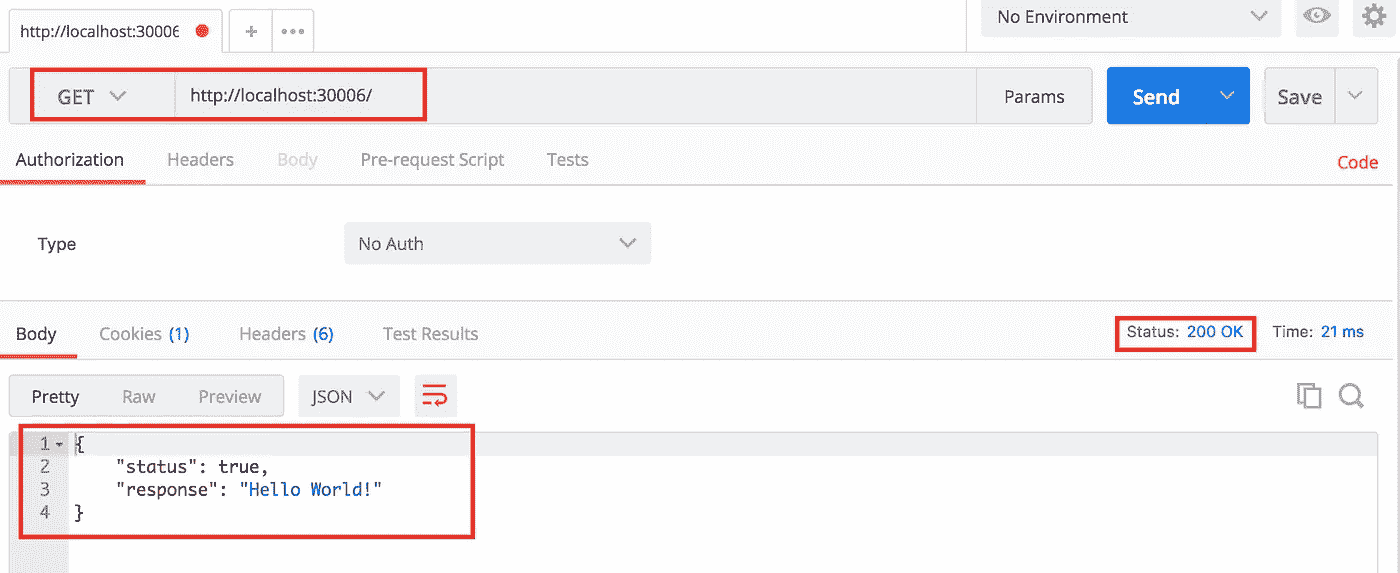 http://localhost:30006
No Environment
GET http://localhost:30006/ Params Send Save
Authorization Headers Body Pre-request Script Tests Code
Type No Auth
Body Cookies (1) Headers (6) Test Results Status: 200 OK Time: 21 ms
Pretty Raw Preview JSON
1 {
2 "status": true,
3 "response": "Hello World!"
4 }